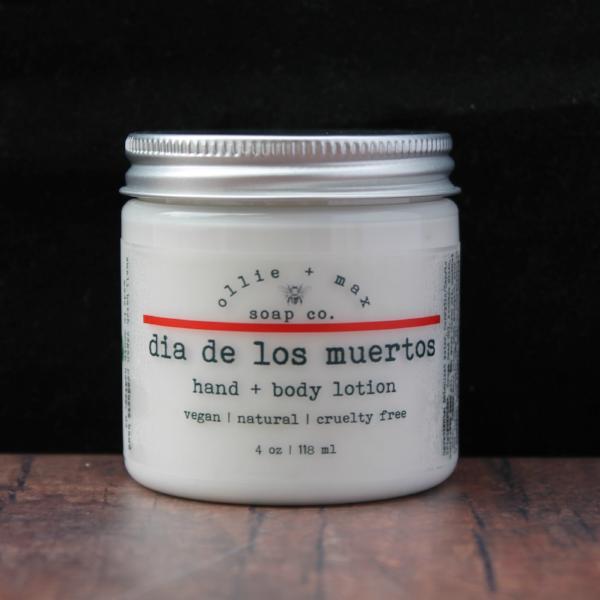 ollie + max
soap co.
dia de los muertos
hand + body lotion
vegan | natural | cruelty free
4 oz | 118 ml